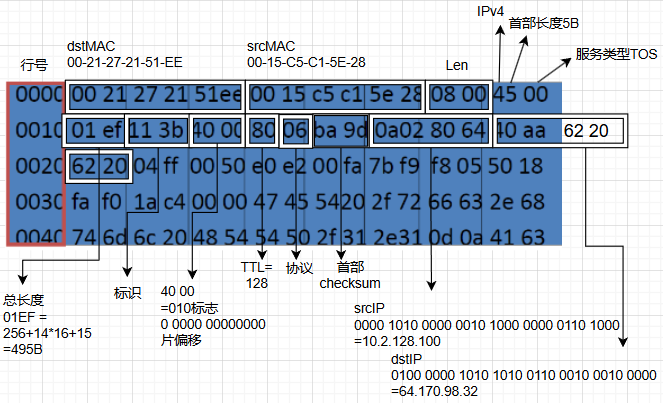 IPv4
首部长度5B
服务类型TOS
dstMAC
00-21-27-21-51-EE
srcMAC
00-15-C5-C1-5E-28
Len
行号
0000 00 21 27 21 51ee 00 15 c5 c1 5e 28 08 00 45 00
0010 01 ef 11 3b 40 00 80 06 ba 9d 0a02 80 64 40 aa 62 20
0020 62 20 04 ff 00 50 e0 e2 00 fa 7b f9 f8 05 50 18
0030 fa f0 1a c4 00 00 47 45 5420 2f 72 66 63 2e 68
0040 74 6d 6c 20 48 54 54 50 2f 31 2e31 0d 0a 41 63
总长度
01EF =
256+14*16+15
=495B
标识
40 00
=010标志
0 0000 00000000
片偏移
TTL=
128
协议
首部
checksum
srcIP
0000 1010 0000 0010 1000 0000 0110 1000
=10.2.128.100
dstIP
0100 0000 1010 1010 0110 0010 0010 0000
=64.170.98.32